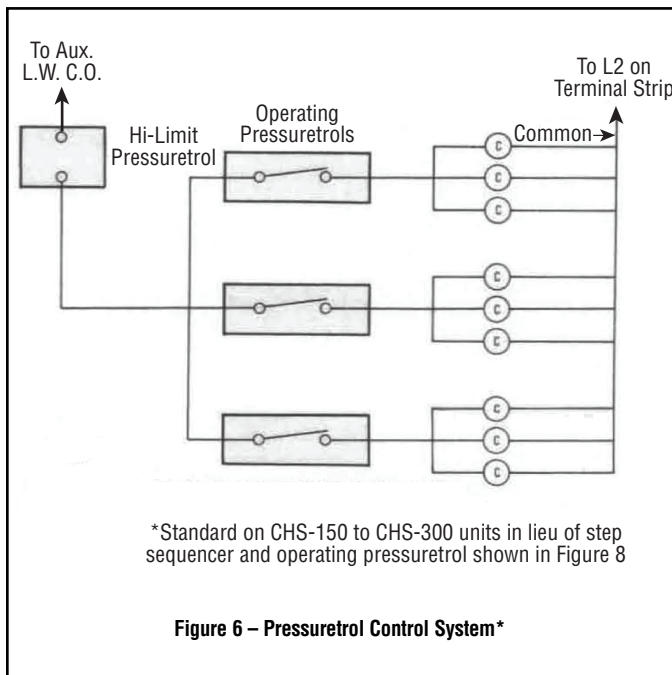 To Aux.
L.W. C.O.
Hi-Limit
Pressuretrol
Operating
Pressuretrols
To L2 on
Terminal Strip
Common→
C
C
C
C
C
C
C
C
C
*Standard on CHS-150 to CHS-300 units in lieu of step
sequencer and operating pressuretrol shown in Figure 8
Figure 6 – Pressuretrol Control System*